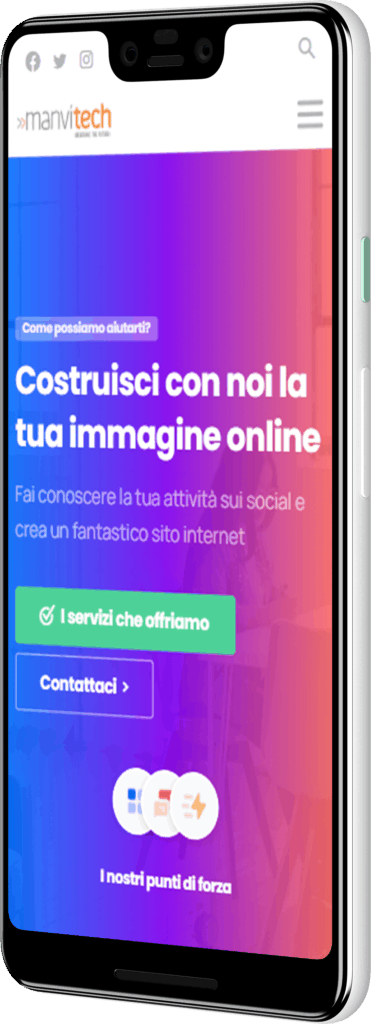 »manvitech
Come possiamo aiutarti?
Costruisci con noi la
tua immagine online
Fai conoscere la tua attività sui social e
crea un fantastico sito internet
I servizi che offriamo
Contattaci >
I nostri punti di forza